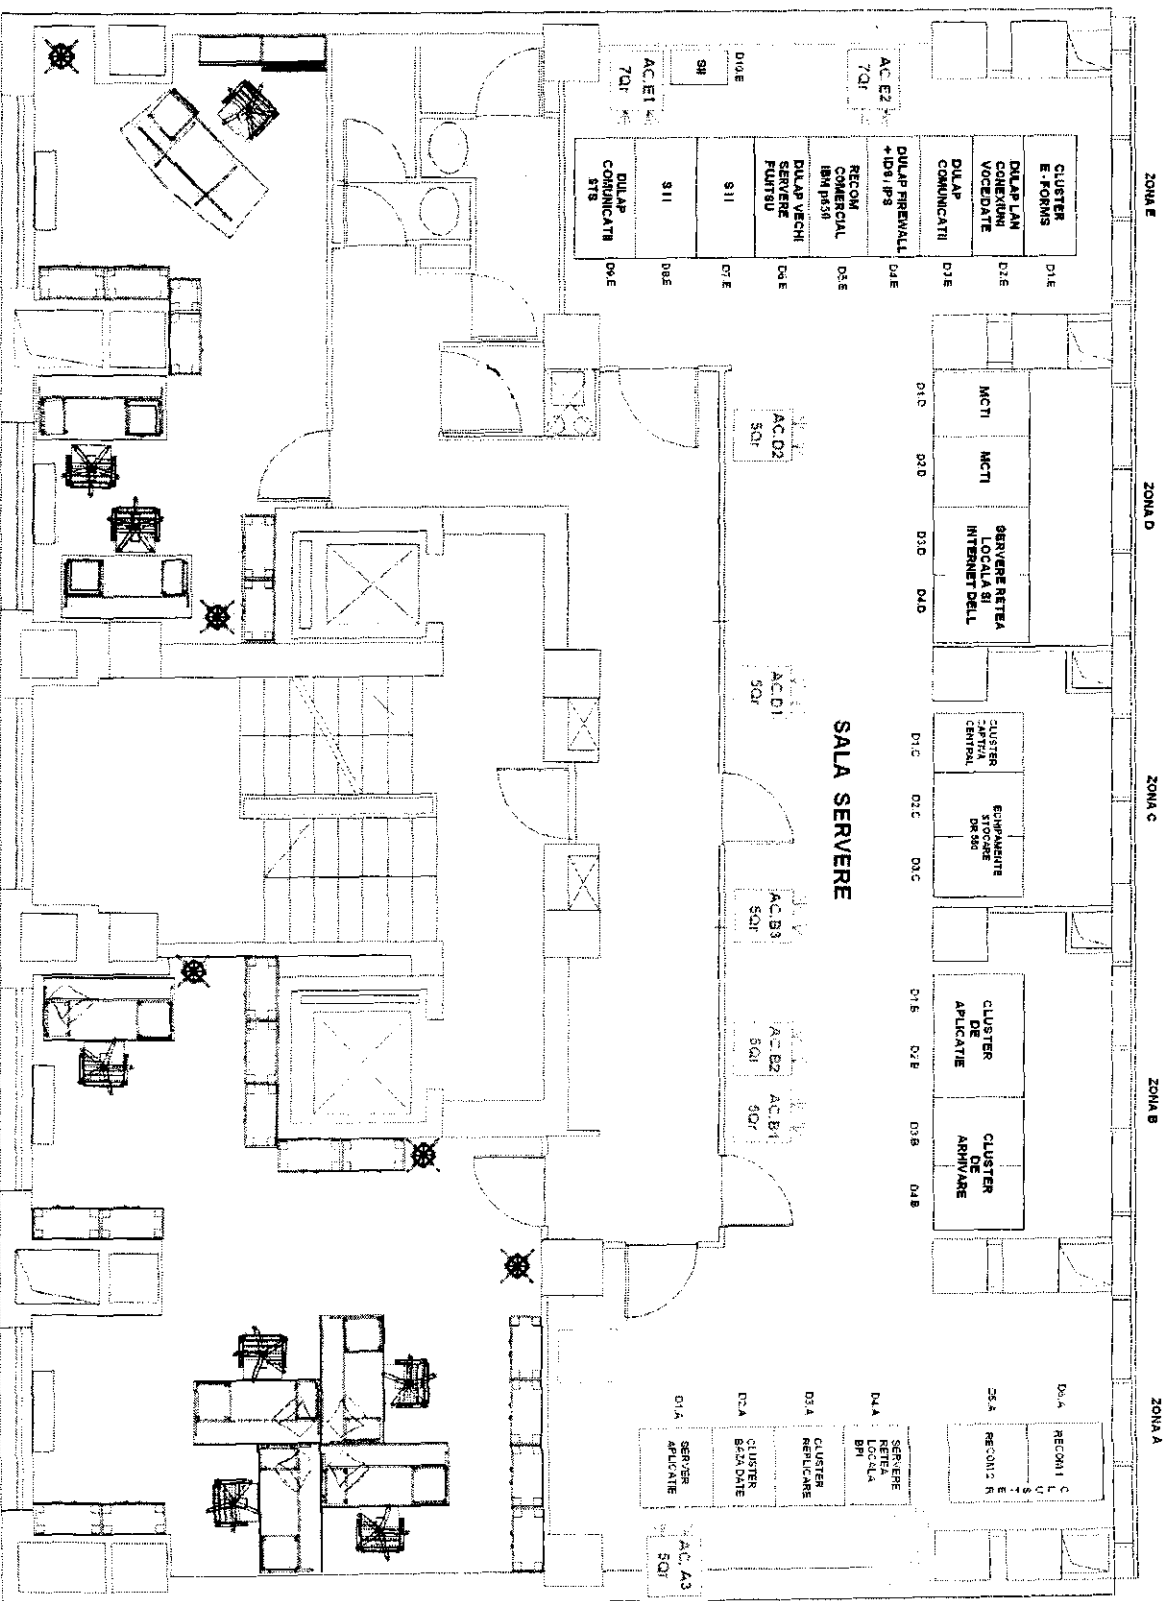 ZONA E
ZONA D
ZONA C
ZONA B
ZONA A
SALA SERVERE
D10.E
SII
AC.E1
7Qr
AC.E2
7Qr
CLUSTER
E-FORMS
D1.E
DULAP LAN
CONEXIUNI
VOCE/DATE
D2.E
DULAP
COMUNICATII
D3.E
DULAP FIREWALL
+ IDS / IPS
D4.E
RECOM
COMERCIAL
IBM p650
D5.E
DULAP VECHI
SERVERE
FUJITSU
D6.E
SII
D7.E
SII
D8.E
DULAP
COMUNICATII
STS
D9.E
MCTI
D1.D
MCTI
D2.D
SERVERE RETEA
LOCALA SI
INTERNET DELL
D3.D
D4.D
AC.D2
5Qr
AC.D1
5Qr
CLUSTER
CAPTIVA
CENTRAL
D1.C
ECHIPAMENTE
STOCARE
DR 550
D2.C
D3.C
AC.B3
5Qr
AC.B2
5Qr
AC.B1
5Qr
CLUSTER
DE
APLICATIE
D1.B
D2.B
CLUSTER
DE
ARHIVARE
D3.B
D4.B
D6.A
RECOM 1
D5.A
RECOM 2
CLUSTER
D4.A
SERVERE
RETEA
LOCALA
BPI
D3.A
CLUSTER
REPLICARE
D2.A
CLUSTER
BAZA DATE
D1.A
SERVER
APLICATIE
AC. A3
5Qr